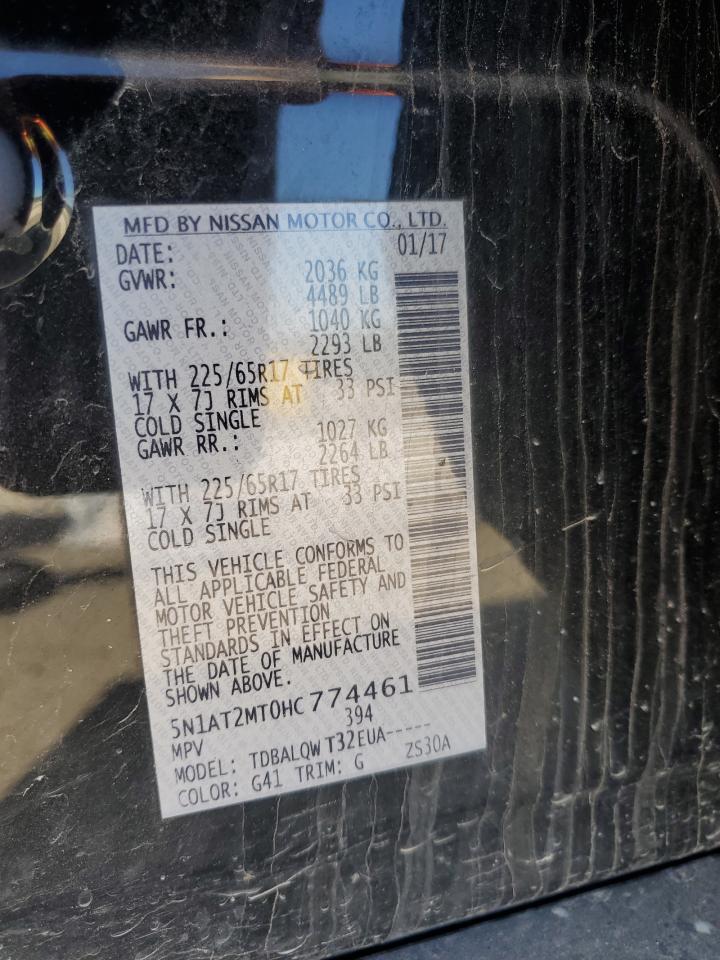 MFD BY NISSAN MOTOR CO., LTD.
DATE: 01/17
GVWR: 2036 KG
4489 LB
GAWR FR.: 1040 KG
2293 LB
WITH 225/65R17 TIRES
17 X 7J RIMS AT 33 PSI
COLD SINGLE
GAWR RR.: 1027 KG
2264 LB
WITH 225/65R17 TIRES
17 X 7J RIMS AT 33 PSI
COLD SINGLE
THIS VEHICLE CONFORMS TO
ALL APPLICABLE FEDERAL
MOTOR VEHICLE SAFETY AND
THEFT PREVENTION
STANDARDS IN EFFECT ON
THE DATE OF MANUFACTURE
SHOWN ABOVE.
5N1AT2MT0HC774461
MPV 394
MODEL: TDBALQWT32EUA-----
COLOR: G41 TRIM: G ZS30A